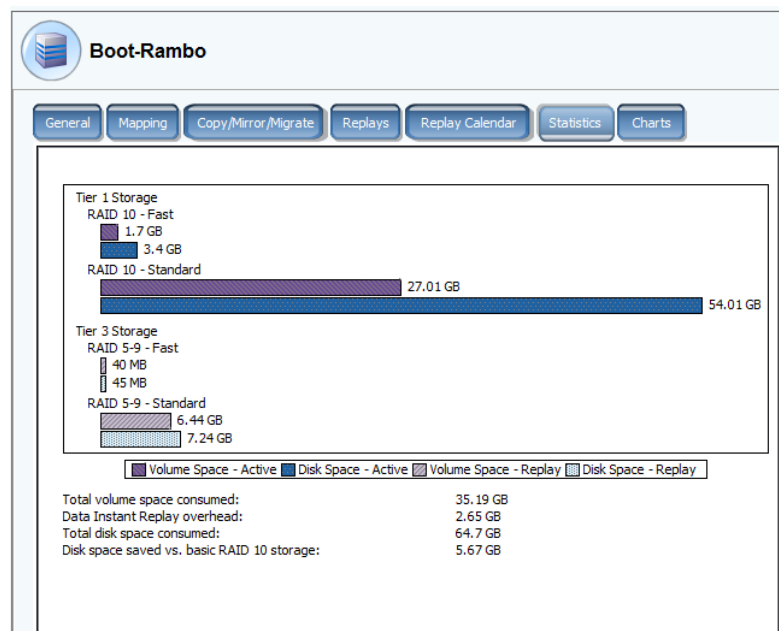 Boot-Rambo
General Mapping Copy/Mirror/Migrate Replays Replay Calendar Statistics Charts
Tier 1 Storage
RAID 10 - Fast
1.7 GB
3.4 GB
RAID 10 - Standard
27.01 GB
54.01 GB
Tier 3 Storage
RAID 5-9 - Fast
40 MB
45 MB
RAID 5-9 - Standard
6.44 GB
7.24 GB
Volume Space - Active Disk Space - Active Volume Space - Replay Disk Space - Replay
Total volume space consumed: 35.19 GB
Data Instant Replay overhead: 2.65 GB
Total disk space consumed: 64.7 GB
Disk space saved vs. basic RAID 10 storage: 5.67 GB